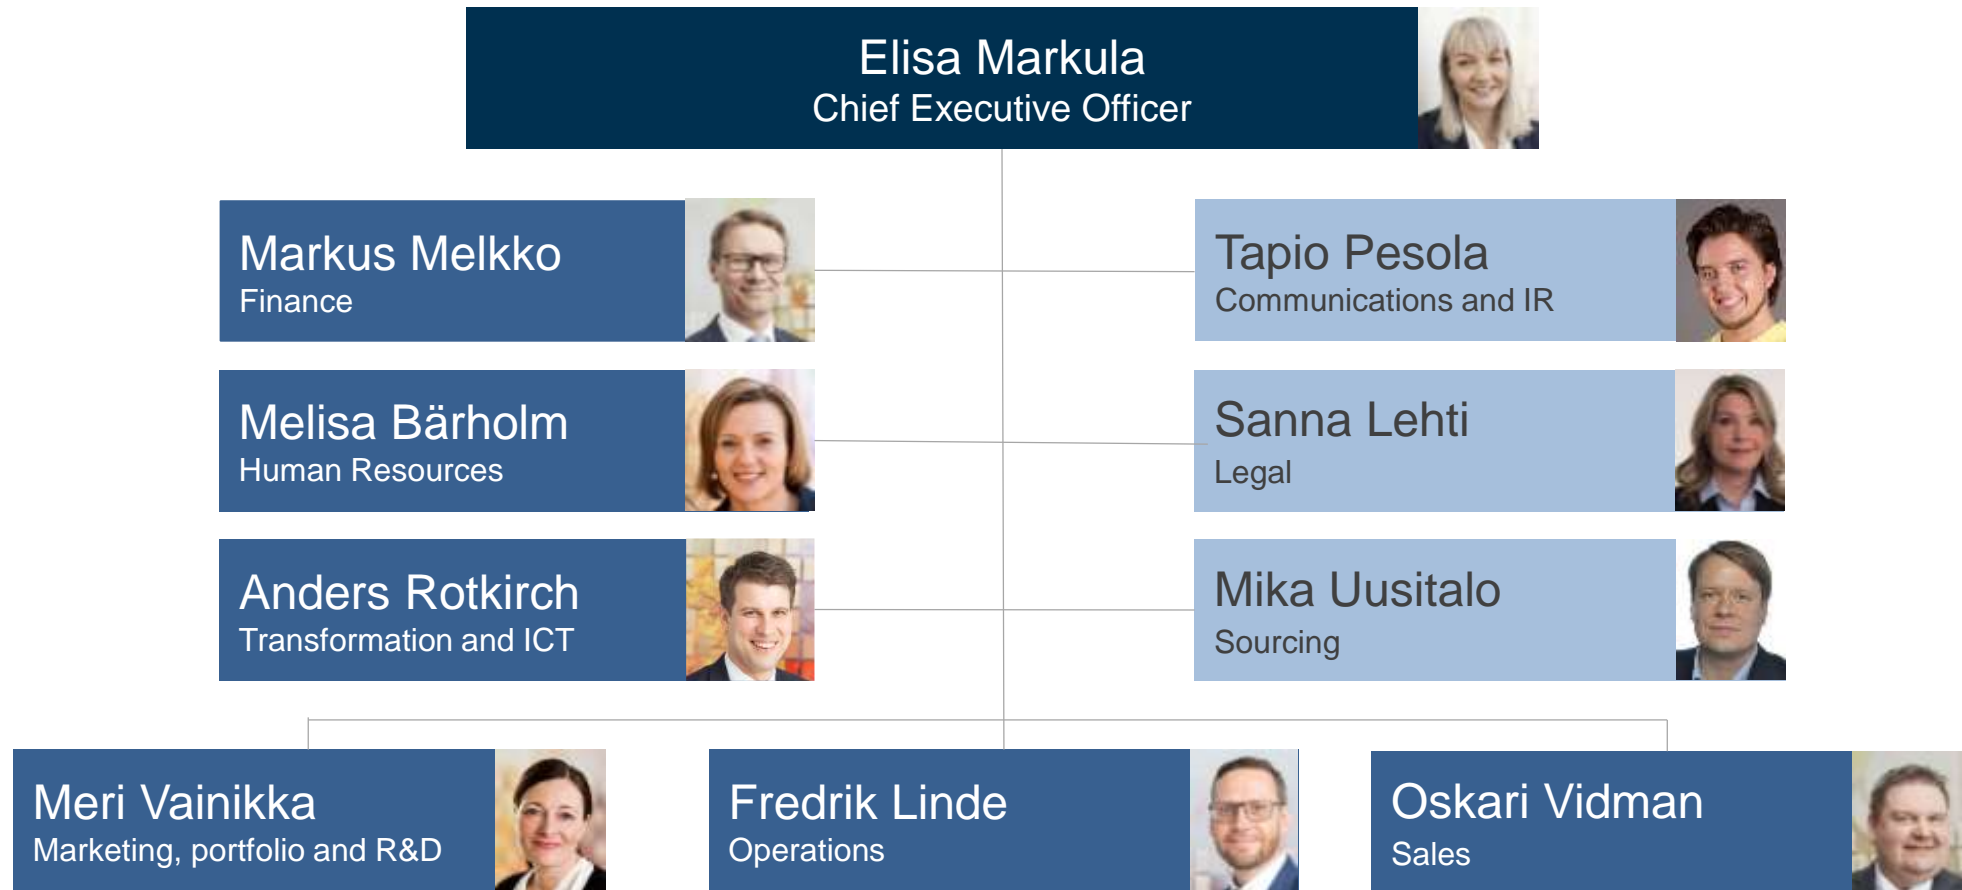 Elisa Markula
Chief Executive Officer
Markus Melkko
Finance
Tapio Pesola
Communications and IR
Melisa Bärholm
Human Resources
Sanna Lehti
Legal
Anders Rotkirch
Transformation and ICT
Mika Uusitalo
Sourcing
Meri Vainikka
Marketing, portfolio and R&D
Fredrik Linde
Operations
Oskari Vidman
Sales